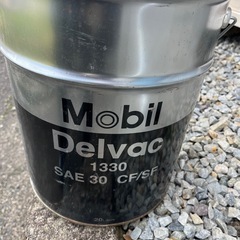 Mobil
Delvac
1330
SAE 30 CF/SF